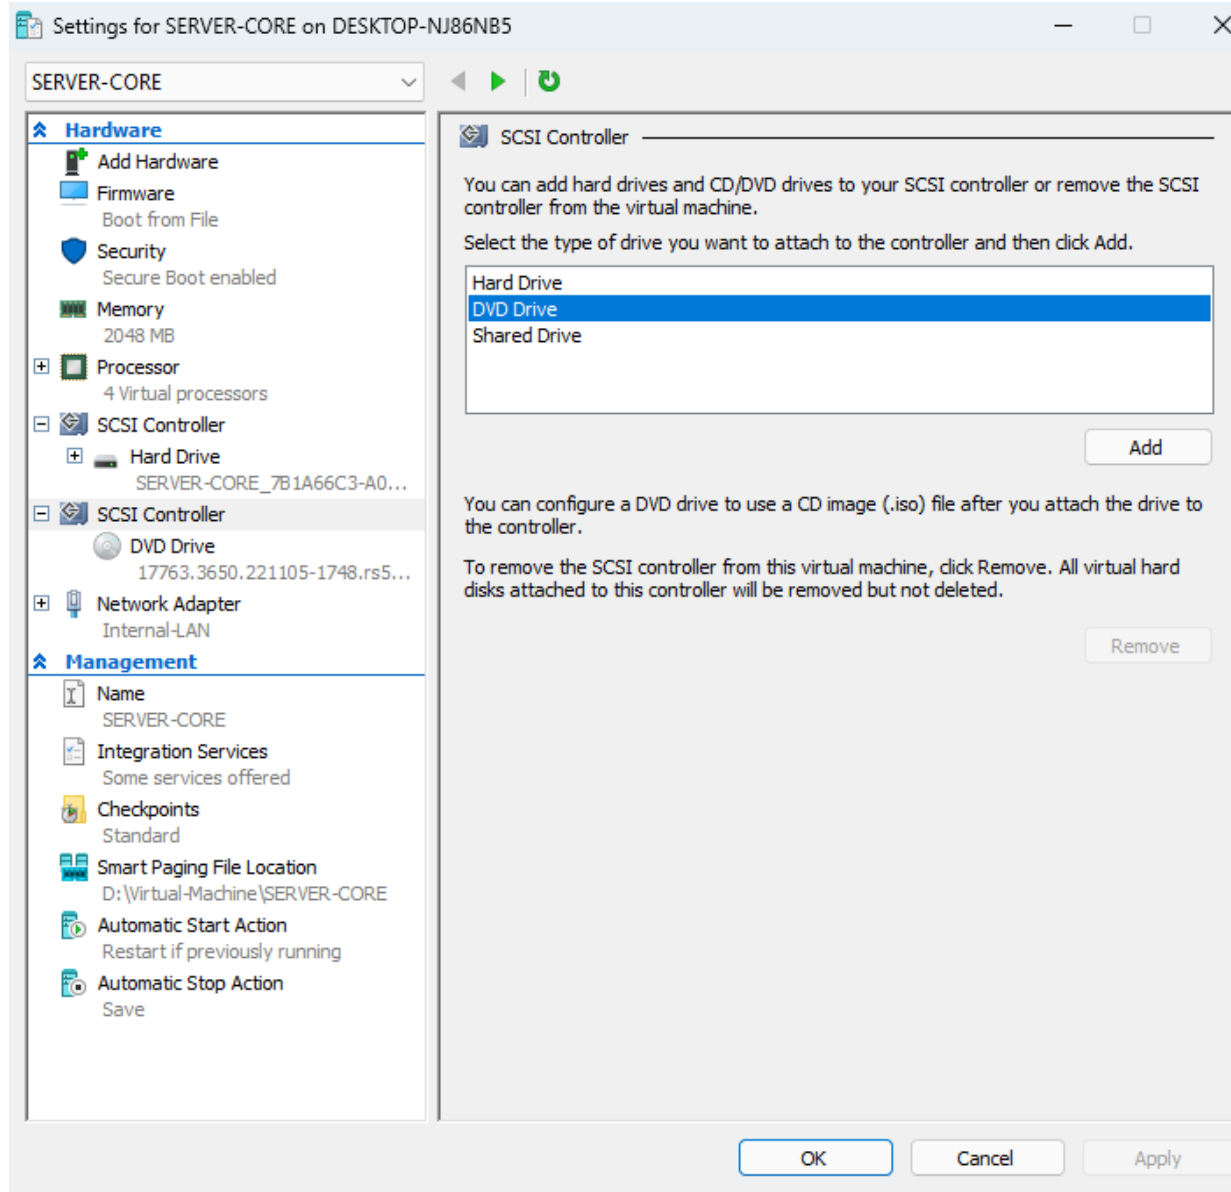 Settings for SERVER-CORE on DESKTOP-NJ86NB5
SERVER-CORE
Hardware
Add Hardware
Firmware
Boot from File
Security
Secure Boot enabled
Memory
2048 MB
Processor
4 Virtual processors
SCSI Controller
Hard Drive
SERVER-CORE_7B1A66C3-A0...
SCSI Controller
DVD Drive
17763.3650.221105-1748.rs5...
Network Adapter
Internal-LAN
Management
Name
SERVER-CORE
Integration Services
Some services offered
Checkpoints
Standard
Smart Paging File Location
D:\Virtual-Machine\SERVER-CORE
Automatic Start Action
Restart if previously running
Automatic Stop Action
Save
SCSI Controller
You can add hard drives and CD/DVD drives to your SCSI controller or remove the SCSI
controller from the virtual machine.
Select the type of drive you want to attach to the controller and then click Add.
Hard Drive
DVD Drive
Shared Drive
Add
You can configure a DVD drive to use a CD image (.iso) file after you attach the drive to
the controller.
To remove the SCSI controller from this virtual machine, click Remove. All virtual hard
disks attached to this controller will be removed but not deleted.
Remove
OK
Cancel
Apply